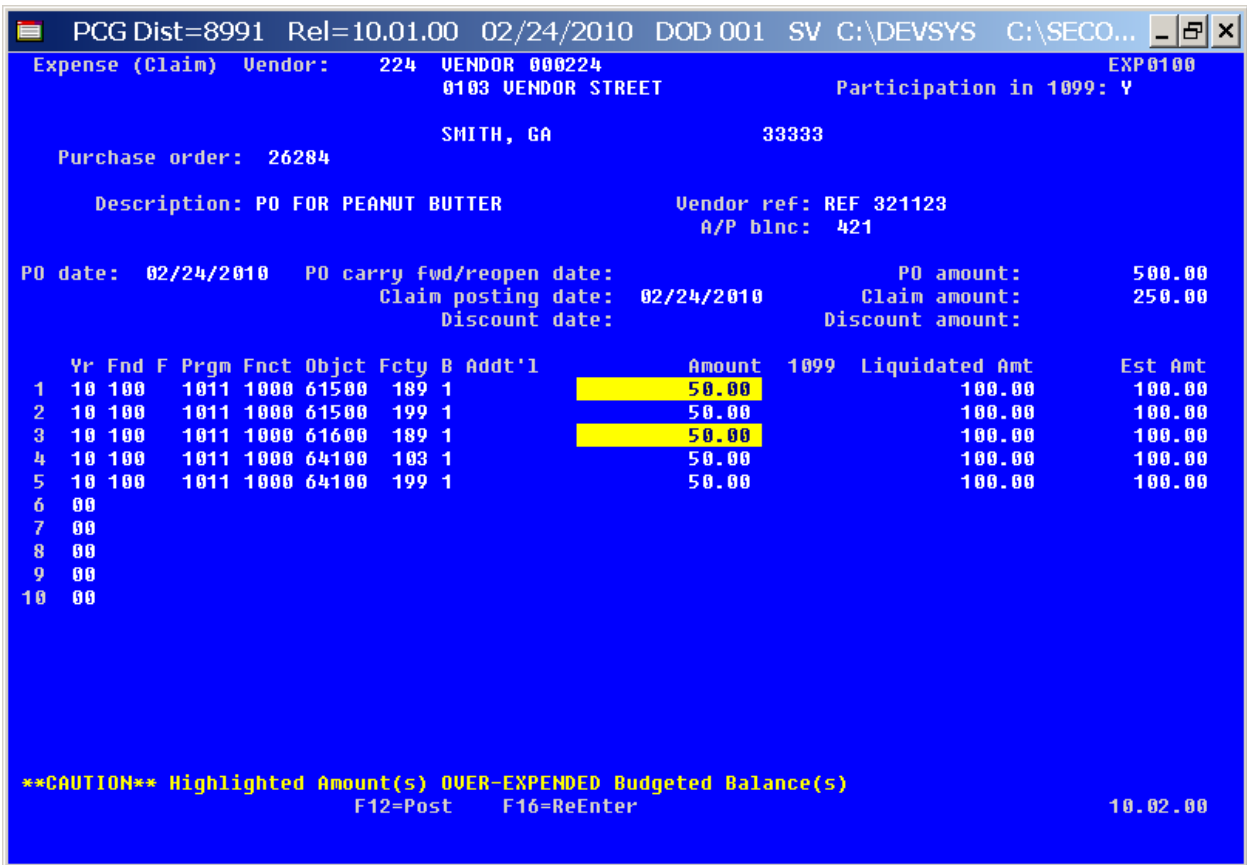 PCG Dist=8991 Rel=10.01.00 02/24/2010 DOD 001 SV C:\DEVSYS C:\SECO...
Expense (Claim) Vendor: 224 VENDOR 000224 EXP0100
0103 VENDOR STREET Participation in 1099: Y
SMITH, GA 33333
Purchase order: 26284
Description: PO FOR PEANUT BUTTER Vendor ref: REF 321123
A/P blnc: 421
PO date: 02/24/2010 PO carry fwd/reopen date: PO amount: 500.00
Claim posting date: 02/24/2010 Claim amount: 250.00
Discount date: Discount amount:
Yr Fnd F Prgm Fnct Objct Fcty B Addt'l Amount 1099 Liquidated Amt Est Amt
1 10 100 1011 1000 61500 189 1 50.00 100.00 100.00
2 10 100 1011 1000 61500 199 1 50.00 100.00 100.00
3 10 100 1011 1000 61600 189 1 50.00 100.00 100.00
4 10 100 1011 1000 64100 103 1 50.00 100.00 100.00
5 10 100 1011 1000 64100 199 1 50.00 100.00 100.00
6 00
7 00
8 00
9 00
10 00
**CAUTION** Highlighted Amount(s) OVER-EXPENDED Budgeted Balance(s)
F12=Post F16=ReEnter 10.02.00